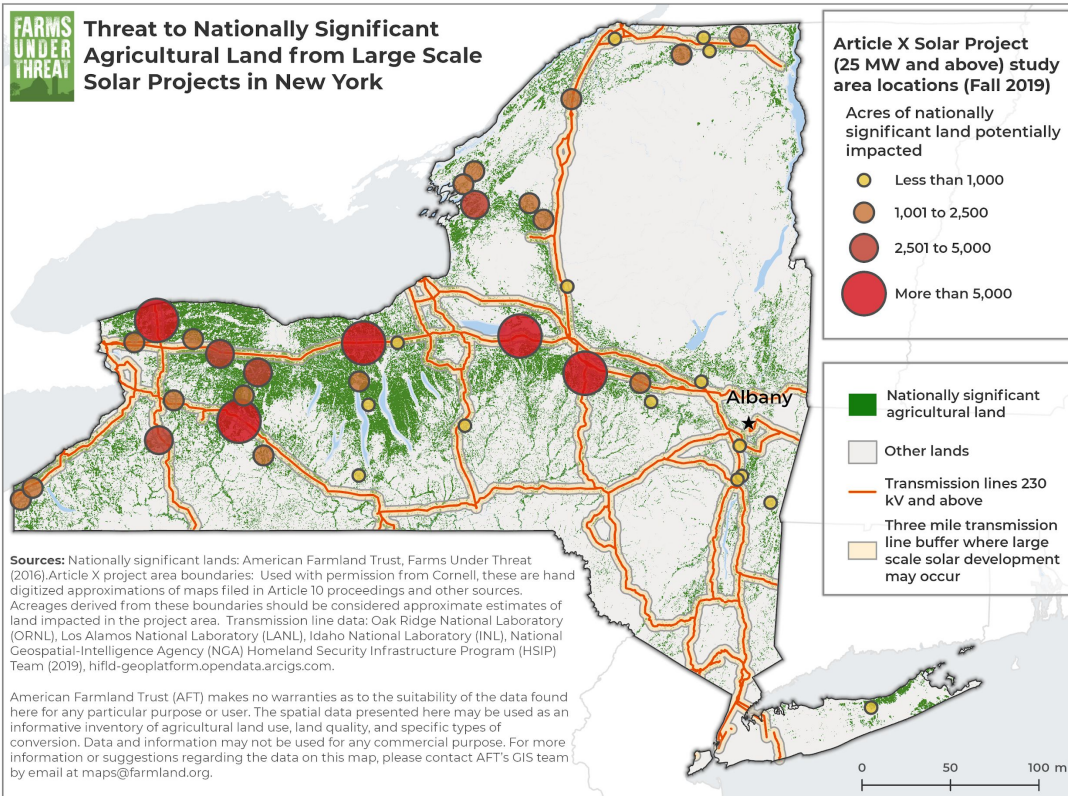 FARMS
UNDER
THREAT
Threat to Nationally Significant
Agricultural Land from Large Scale
Solar Projects in New York
Article X Solar Project
(25 MW and above) study
area locations (Fall 2019)
Acres of nationally
significant land potentially
impacted
Less than 1,000
1,001 to 2,500
2,501 to 5,000
More than 5,000
Albany
Nationally significant
agricultural land
Other lands
Transmission lines 230
kV and above
Three mile transmission
line buffer where large
scale solar development
may occur
Sources: Nationally significant lands: American Farmland Trust, Farms Under Threat
(2016).Article X project area boundaries: Used with permission from Cornell, these are hand
digitized approximations of maps filed in Article 10 proceedings and other sources.
Acreages derived from these boundaries should be considered approximate estimates of
land impacted in the project area. Transmission line data: Oak Ridge National Laboratory
(ORNL), Los Alamos National Laboratory (LANL), Idaho National Laboratory (INL), National
Geospatial-Intelligence Agency (NGA) Homeland Security Infrastructure Program (HSIP)
Team (2019), hifld-geoplatform.opendata.arcigs.com.
American Farmland Trust (AFT) makes no warranties as to the suitability of the data found
here for any particular purpose or user. The spatial data presented here may be used as an
informative inventory of agricultural land use, land quality, and specific types of
conversion. Data and information may not be used for any commercial purpose. For more
information or suggestions regarding the data on this map, please contact AFT's GIS team
by email at maps@farmland.org.
0 50 100 m